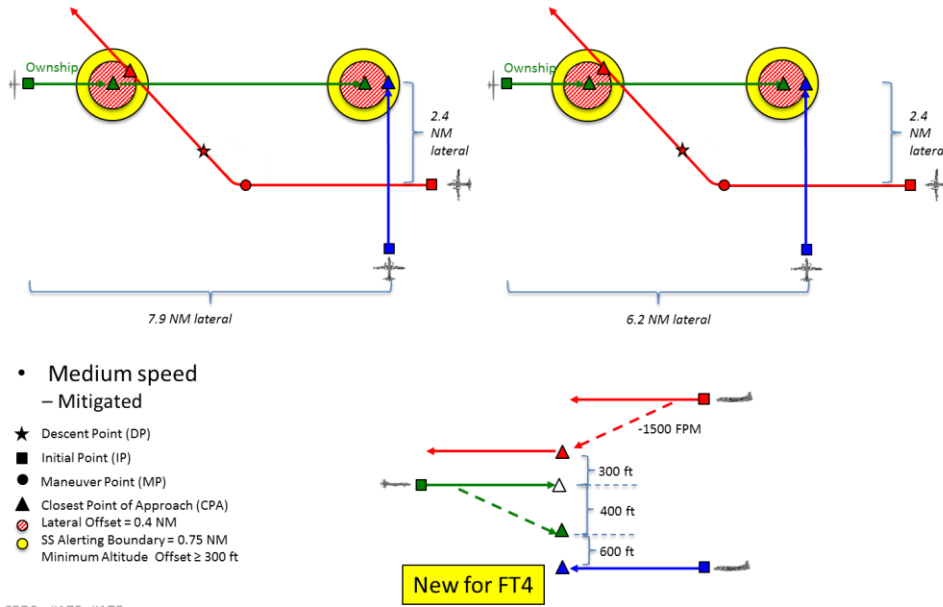 Ownship
2.4
NM
lateral
7.9 NM lateral
Ownship
2.4
NM
lateral
6.2 NM lateral
• Medium speed
– Mitigated
Descent Point (DP)
Initial Point (IP)
Maneuver Point (MP)
Closest Point of Approach (CPA)
Lateral Offset = 0.4 NM
SS Alerting Boundary = 0.75 NM
Minimum Altitude Offset ≥ 300 ft
-1500 FPM
300 ft
400 ft
600 ft
New for FT4